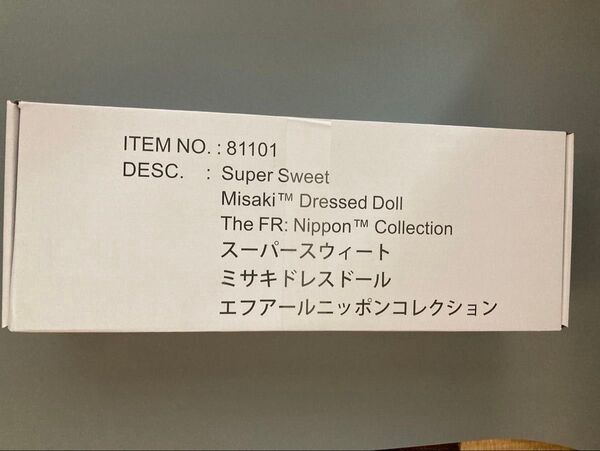 ITEM NO. : 81101
DESC. : Super Sweet
Misaki™ Dressed Doll
The FR: Nippon™ Collection
スーパースウィート
ミサキドレスドール
エフアールニッポンコレクション